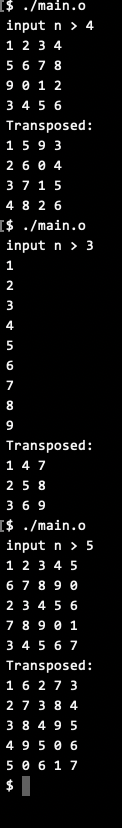 $ ./main.o
input n > 4
1 2 3 4
5 6 7 8
9 0 1 2
3 4 5 6
Transposed:
1 5 9 3
2 6 0 4
3 7 1 5
4 8 2 6
$ ./main.o
input n > 3
1
2
3
4
5
6
7
8
9
Transposed:
1 4 7
2 5 8
3 6 9
$ ./main.o
input n > 5
1 2 3 4 5
6 7 8 9 0
2 3 4 5 6
7 8 9 0 1
3 4 5 6 7
Transposed:
1 6 2 7 3
2 7 3 8 4
3 8 4 9 5
4 9 5 0 6
5 0 6 1 7
$